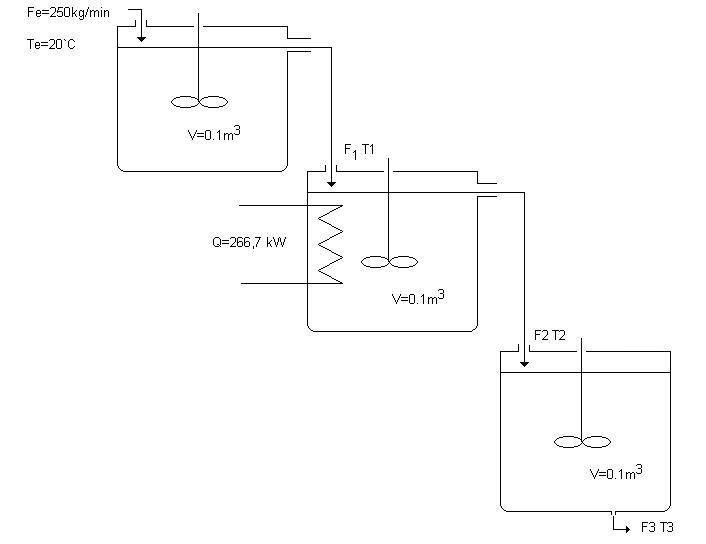 Fe=250kg/min
Te=20`C
V=0.1m3
F1 T1
Q=266,7 kW
V=0.1m3
F2 T2
V=0.1m3
F3 T3